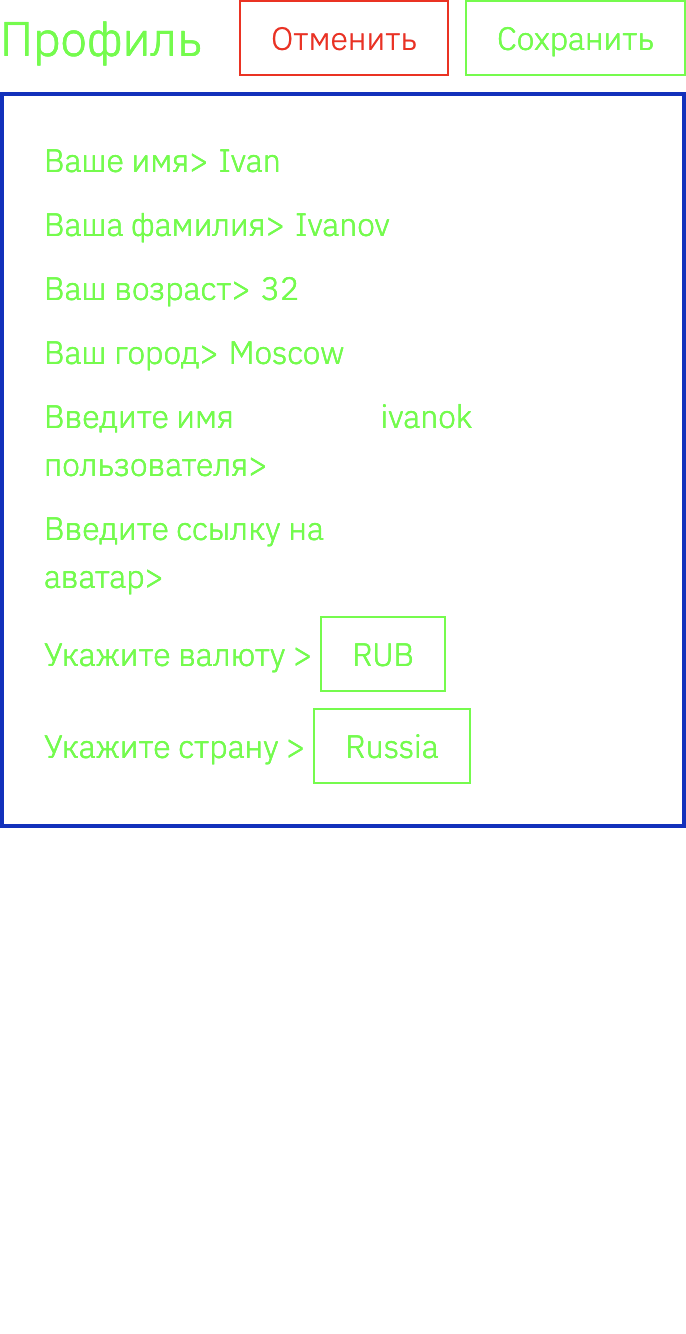 Профиль Отменить Сохранить
Ваше имя> Ivan
Ваша фамилия> Ivanov
Ваш возраст> 32
Ваш город> Moscow
Введите имя ivanok
пользователя>
Введите ссылку на
аватар>
Укажите валюту > RUB
Укажите страну > Russia